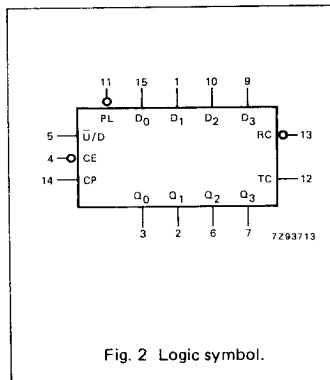 11 15 1 10 9
PL D0 D1 D2 D3
5 U̅/D
RC 13
4 CE
14 CP
TC 12
Q0 Q1 Q2 Q3
3 2 6 7
7Z93713
Fig. 2 Logic symbol.